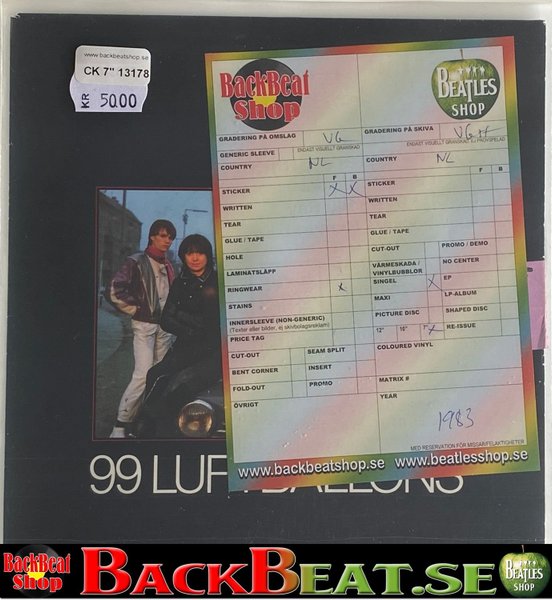 www.backbeatshop.se
CK 7" 13178
KR 50.00
BackBeat
Shop
BEATLES
SHOP
GRADERING PÅ OMSLAG VG
GRADERING PÅ SKIVA VG+
ENDAST VISUELLT GRANSKAD
ENDAST VISUELLT GRANSKAD, EJ PROVSPELAD
GENERIC SLEEVE
COUNTRY NL
COUNTRY NL
F B
F B
STICKER X X
STICKER
WRITTEN
WRITTEN
TEAR
TEAR
GLUE / TAPE
GLUE / TAPE
HOLE
CUT-OUT
PROMO / DEMO
LAMINATSLÄPP
VÄRMESKADA /
VINYLBUBBLOR
NO CENTER
RINGWEAR x
SINGEL x
EP
STAINS
MAXI
LP-ALBUM
INNERSLEEVE (NON-GENERIC)
(Texter eller bilder, ej skivbolagsreklam)
PICTURE DISC
SHAPED DISC
PRICE TAG
12" 10" 7" x
RE-ISSUE
CUT-OUT
SEAM SPLIT
COLOURED VINYL
BENT CORNER
INSERT
FOLD-OUT
PROMO
MATRIX #
ÖVRIGT
YEAR
1983
MED RESERVATION FÖR MISSAR/FELAKTIGHETER
www.backbeatshop.se www.beatlesshop.se
99 LUFTBALLONS
BackBeat
Shop
BACKBEAT.SE
BEATLES
SHOP